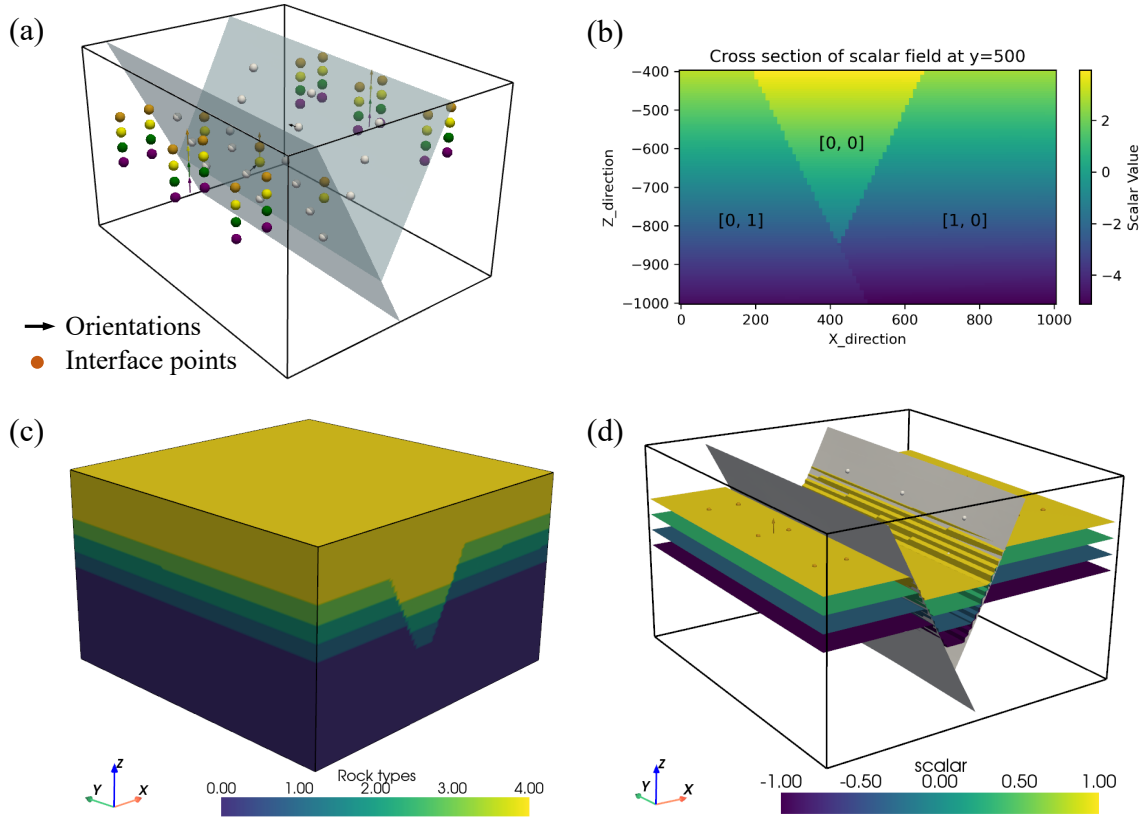 (a)
Orientations
Interface points
(b)
Cross section of scalar field at y=500
−400
−500
−600
−700
−800
−900
−1000
Z_direction
0
200
400
600
800
1000
X_direction
[0, 0]
[0, 1]
[1, 0]
2
0
−2
−4
Scalar Value
(c)
Z
Y
X
Rock types
0.00 1.00 2.00 3.00 4.00
(d)
Z
Y
X
scalar
-1.00 -0.50 0.00 0.50 1.00